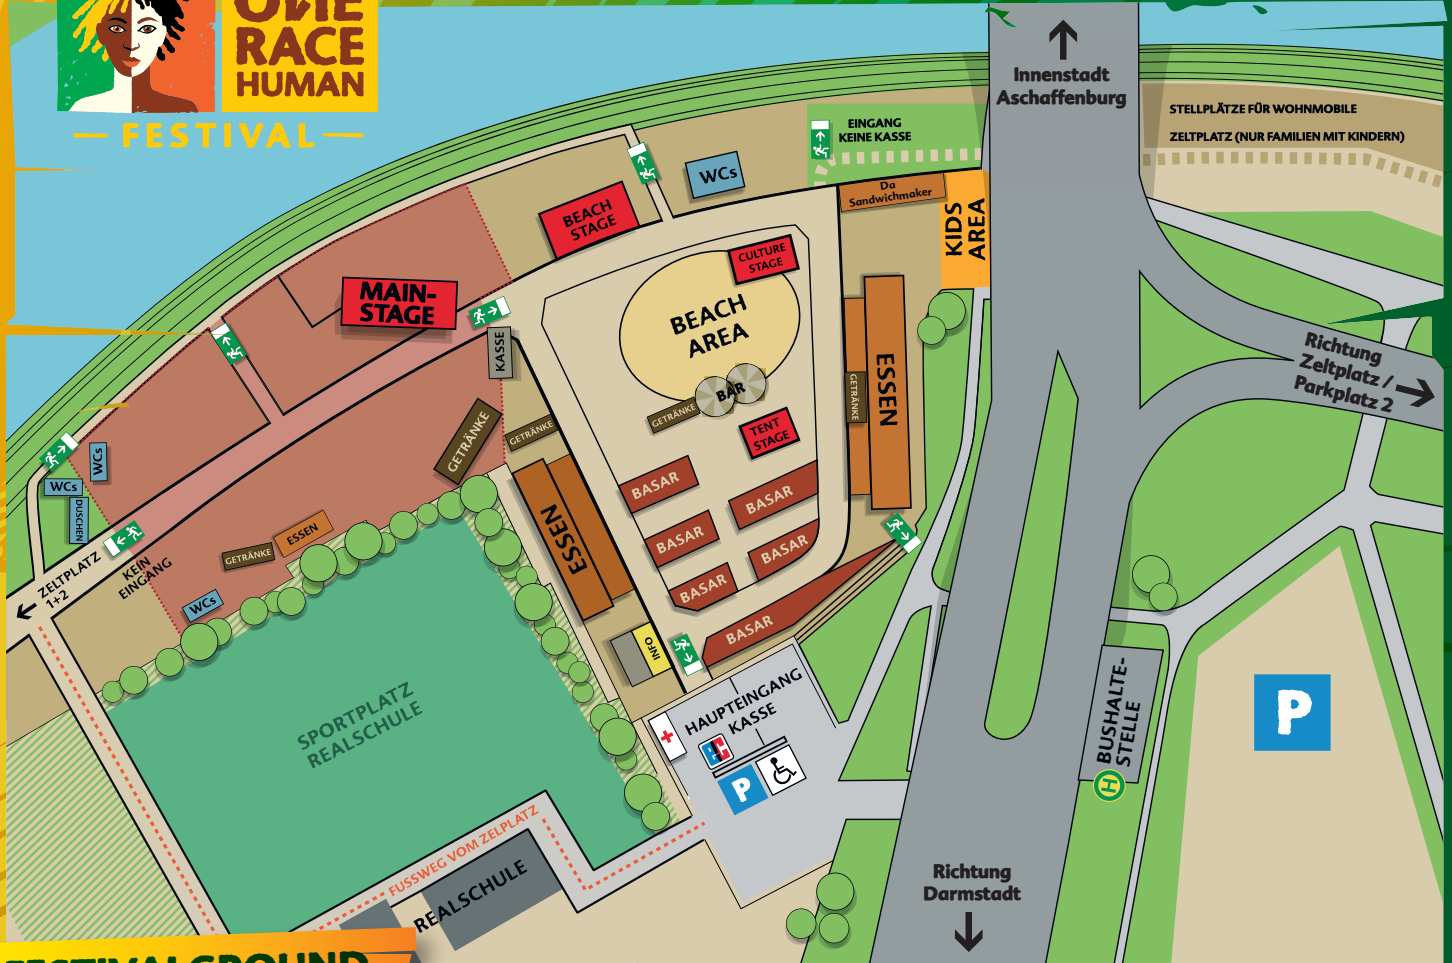 ONE
RACE
HUMAN
FESTIVAL
Innenstadt
Aschaffenburg
STELLPLÄTZE FÜR WOHNMOBILE
ZELTPLATZ (NUR FAMILIEN MIT KINDERN)
EINGANG
KEINE KASSE
WCs
Da
Sandwichmaker
KIDS
AREA
BEACH
STAGE
CULTURE
STAGE
MAIN-
STAGE
KASSE
BEACH
AREA
BAR
GETRÄNKE
TENT
STAGE
ESSEN
GETRÄNKE
Richtung
Zeltplatz /
Parkplatz 2
GETRÄNKE
GETRÄNKE
WCs
WCs
DUSCHEN
ZELTPLATZ
1+2
KEIN
EINGANG
GETRÄNKE
ESSEN
WCs
ESSEN
BASAR
BASAR
BASAR
BASAR
BASAR
BASAR
INFO
HAUPTEINGANG
KASSE
EC
P
SPORTPLATZ
REALSCHULE
FUSSWEG VOM ZELPLATZ
REALSCHULE
BUSHALTE-
STELLE
H
P
Richtung
Darmstadt
FESTIVALGROUND